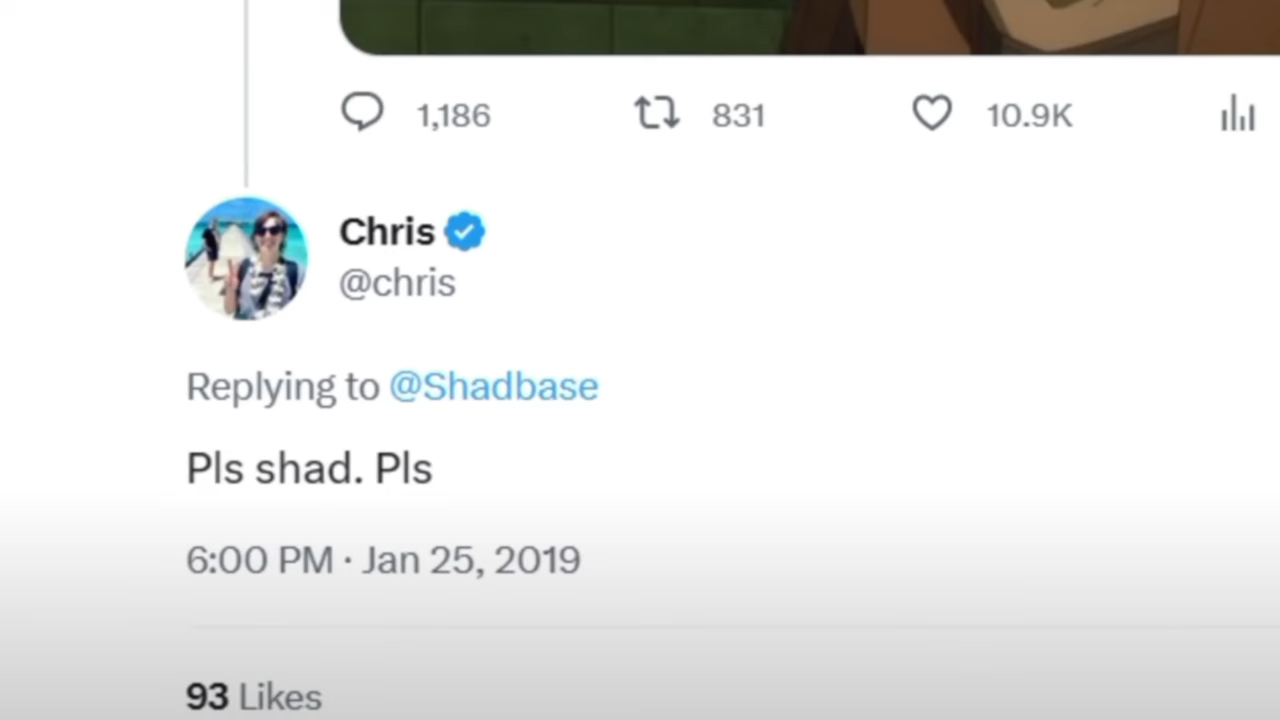 1,186 831 10.9K
Chris
@chris
Replying to @Shadbase
Pls shad. Pls
6:00 PM · Jan 25, 2019
93 Likes